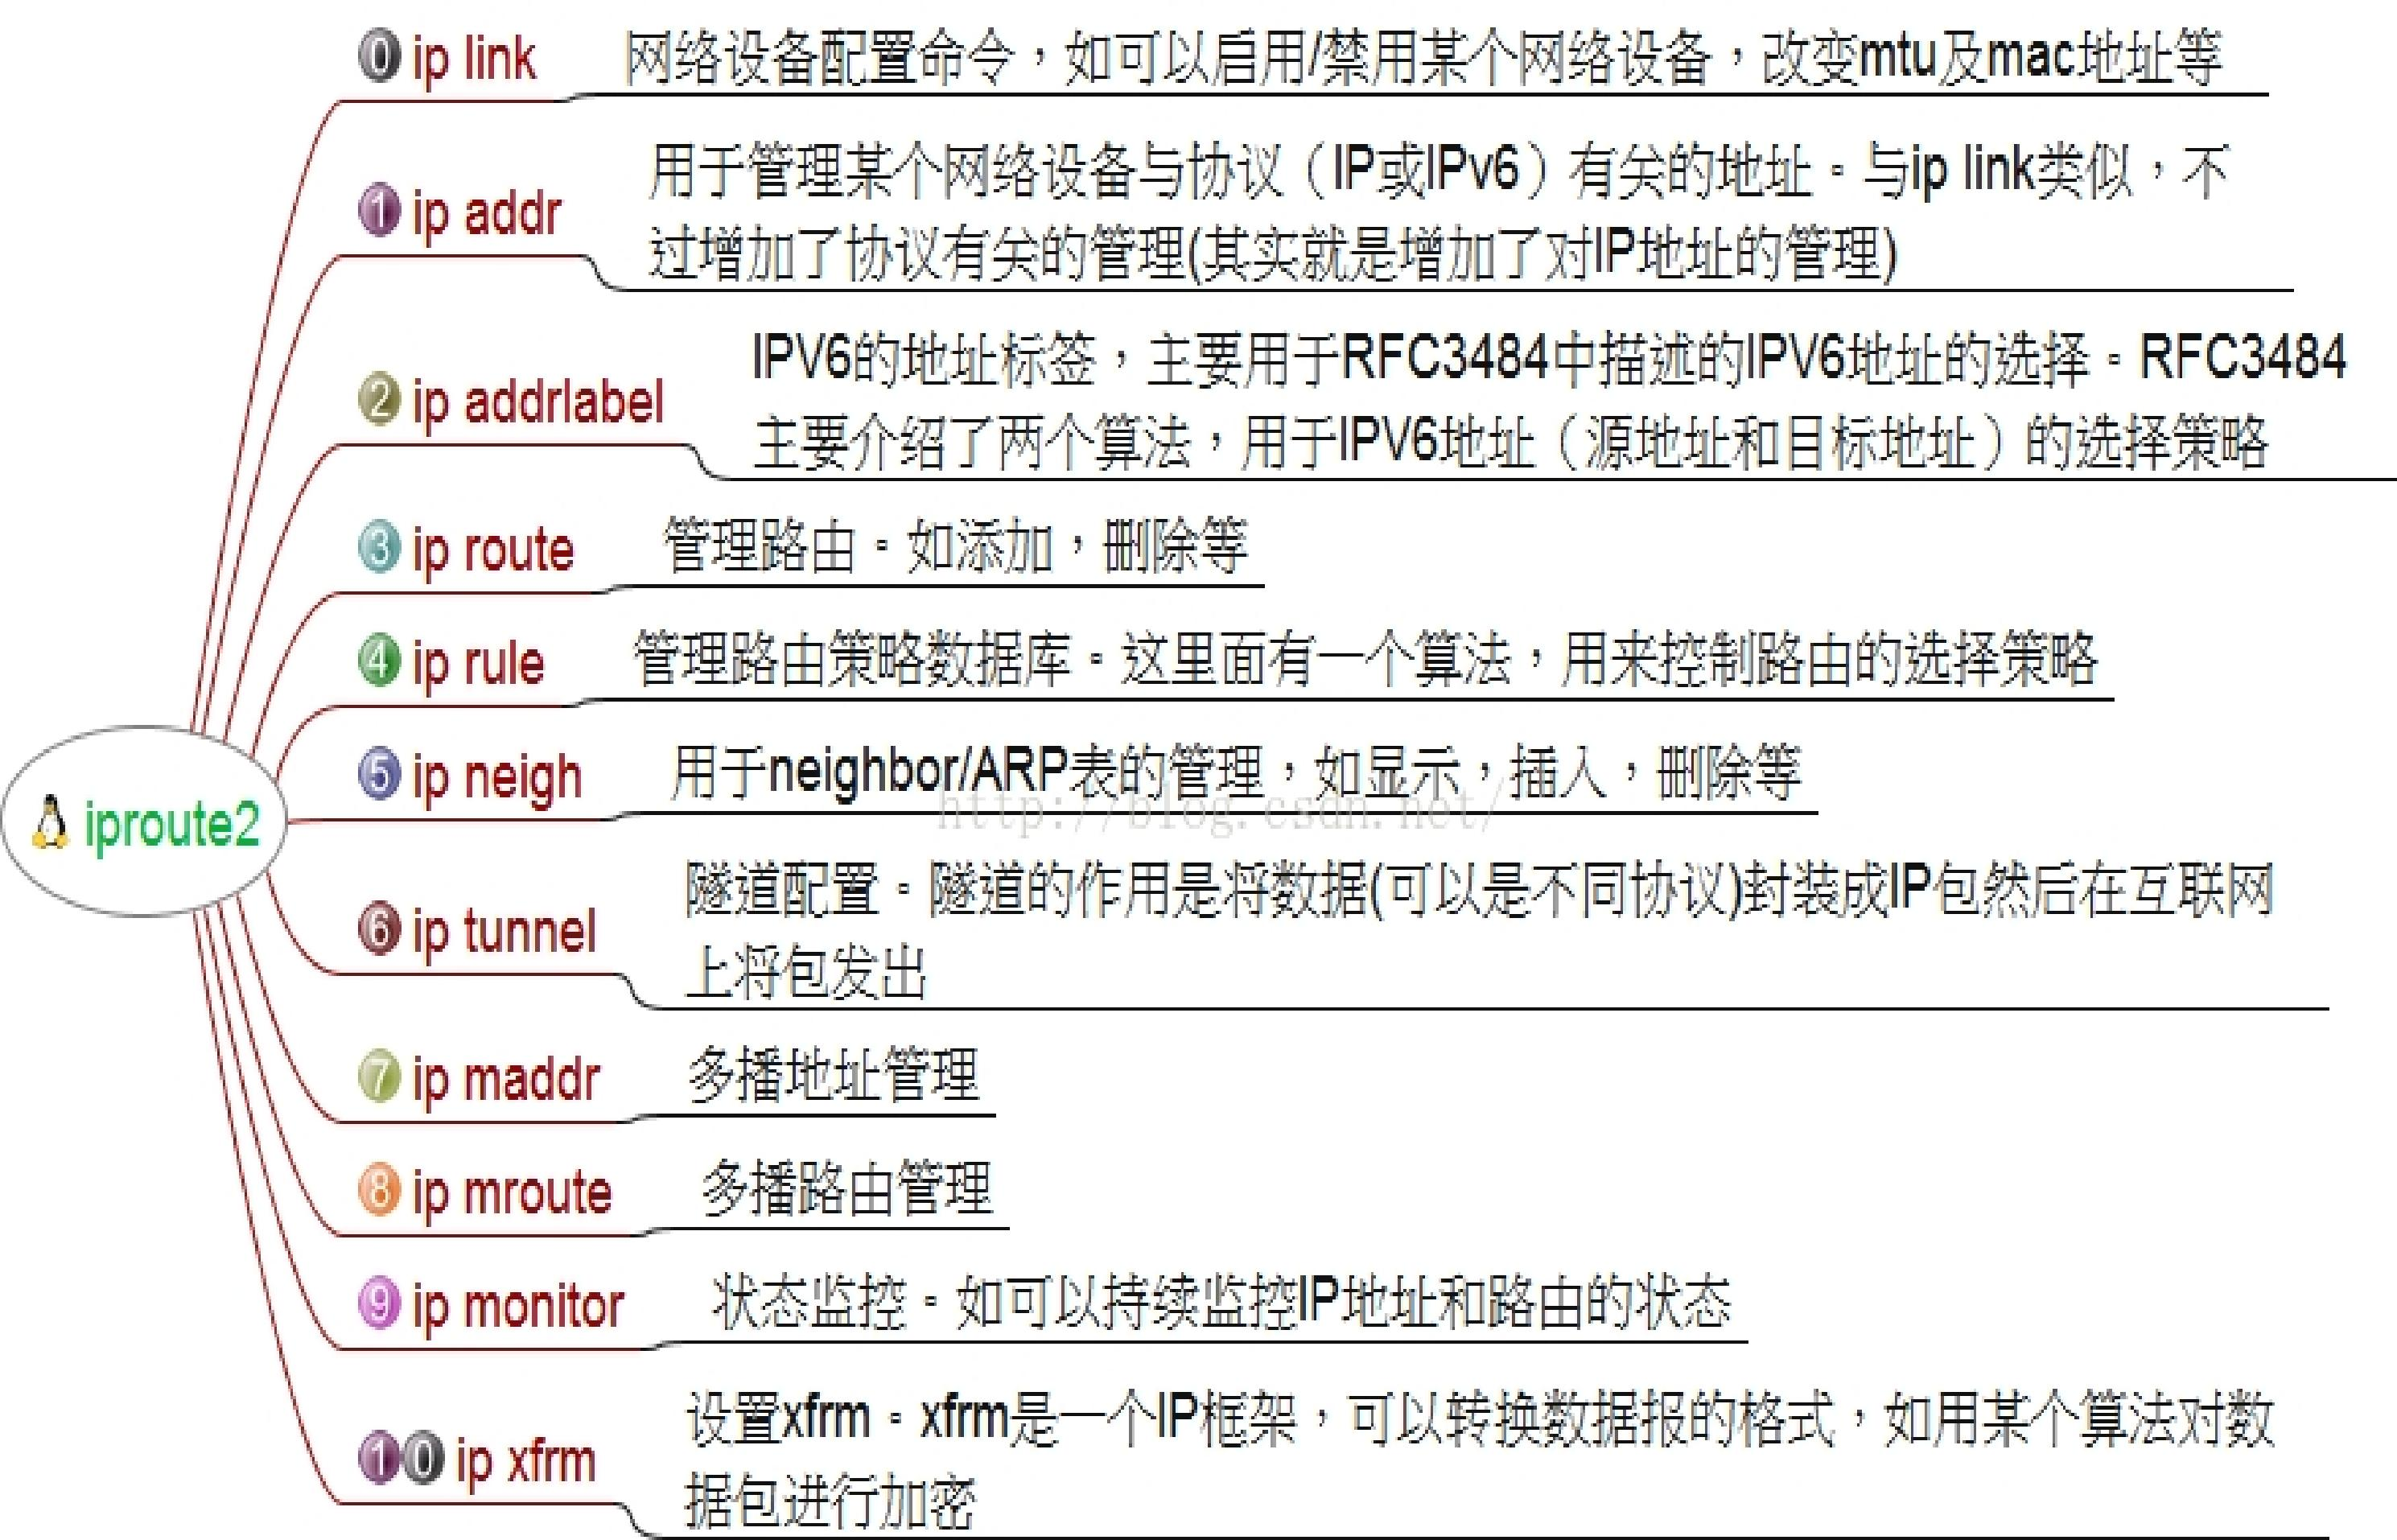 0 ip link 网络设备配置命令，如可以启用/禁用某个网络设备，改变mtu及mac地址等
1 ip addr 用于管理某个网络设备与协议（IP或IPv6）有关的地址。与ip link类似，不
过增加了协议有关的管理(其实就是增加了对IP地址的管理)
2 ip addrlabel IPV6的地址标签，主要用于RFC3484中描述的IPV6地址的选择。RFC3484
主要介绍了两个算法，用于IPV6地址（源地址和目标地址）的选择策略
3 ip route 管理路由。如添加，删除等
4 ip rule 管理路由策略数据库。这里面有一个算法，用来控制路由的选择策略
5 ip neigh 用于neighbor/ARP表的管理，如显示，插入，删除等
http://blog.csdn.net/
iproute2
6 ip tunnel 隧道配置。隧道的作用是将数据(可以是不同协议)封装成IP包然后在互联网
上将包发出
7 ip maddr 多播地址管理
8 ip mroute 多播路由管理
9 ip monitor 状态监控。如可以持续监控IP地址和路由的状态
10 ip xfrm 设置xfrm。xfrm是一个IP框架，可以转换数据报的格式，如用某个算法对数
据包进行加密